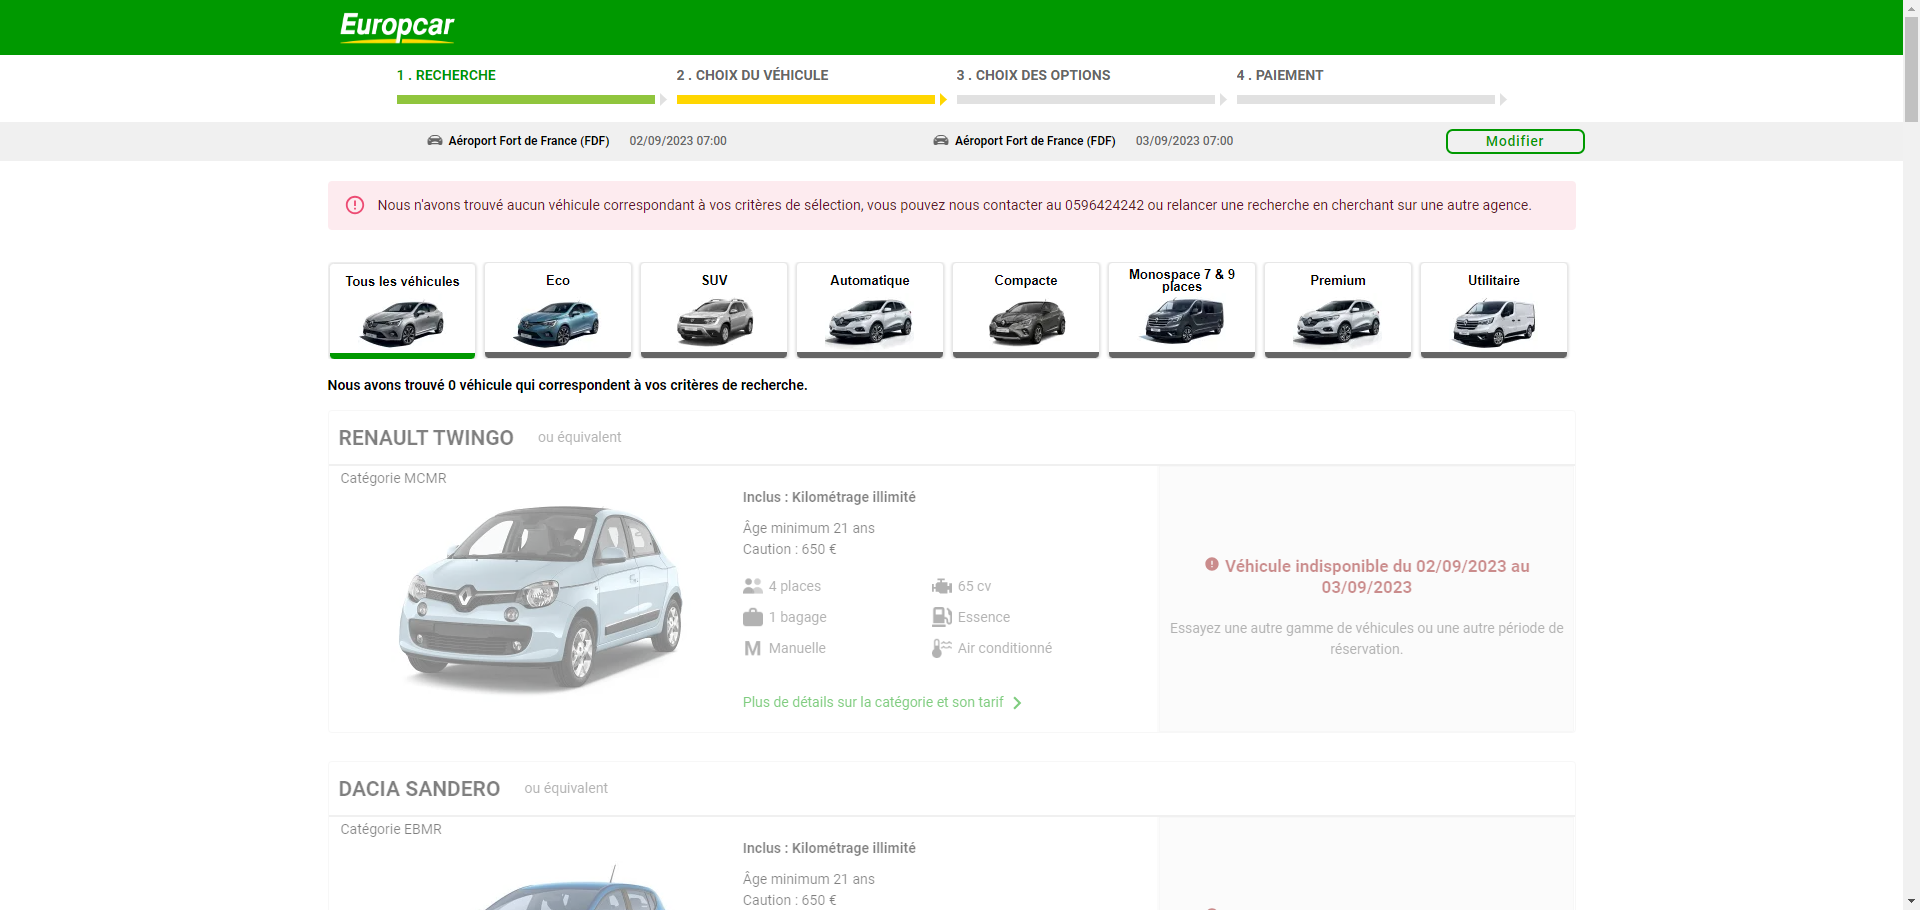 Europcar
1 . RECHERCHE
2 . CHOIX DU VÉHICULE
3 . CHOIX DES OPTIONS
4 . PAIEMENT
Aéroport Fort de France (FDF) 02/09/2023 07:00
Aéroport Fort de France (FDF) 03/09/2023 07:00
Modifier
Nous n'avons trouvé aucun véhicule correspondant à vos critères de sélection, vous pouvez nous contacter au 0596424242 ou relancer une recherche en cherchant sur une autre agence.
Tous les véhicules
Eco
SUV
Automatique
Compacte
Monospace 7 & 9
places
Premium
Utilitaire
Nous avons trouvé 0 véhicule qui correspondent à vos critères de recherche.
RENAULT TWINGO ou équivalent
Catégorie MCMR
Inclus : Kilométrage illimité
Âge minimum 21 ans
Caution : 650 €
4 places
65 cv
1 bagage
Essence
M Manuelle
Air conditionné
Plus de détails sur la catégorie et son tarif
Véhicule indisponible du 02/09/2023 au
03/09/2023
Essayez une autre gamme de véhicules ou une autre période de
réservation.
DACIA SANDERO ou équivalent
Catégorie EBMR
Inclus : Kilométrage illimité
Âge minimum 21 ans
Caution : 650 €